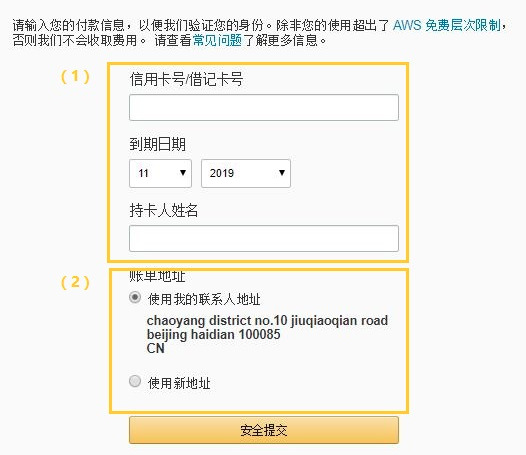 请输入您的付款信息，以便我们验证您的身份。除非您的使用超出了 AWS 免费层次限制，
否则我们不会收取费用。 请查看常见问题了解更多信息。
（1）
信用卡号/借记卡号
到期日期
11 2019
持卡人姓名
（2）
账单地址
使用我的联系人地址
chaoyang district no.10 jiuqiaoqian road
beijing haidian 100085
CN
使用新地址
安全提交